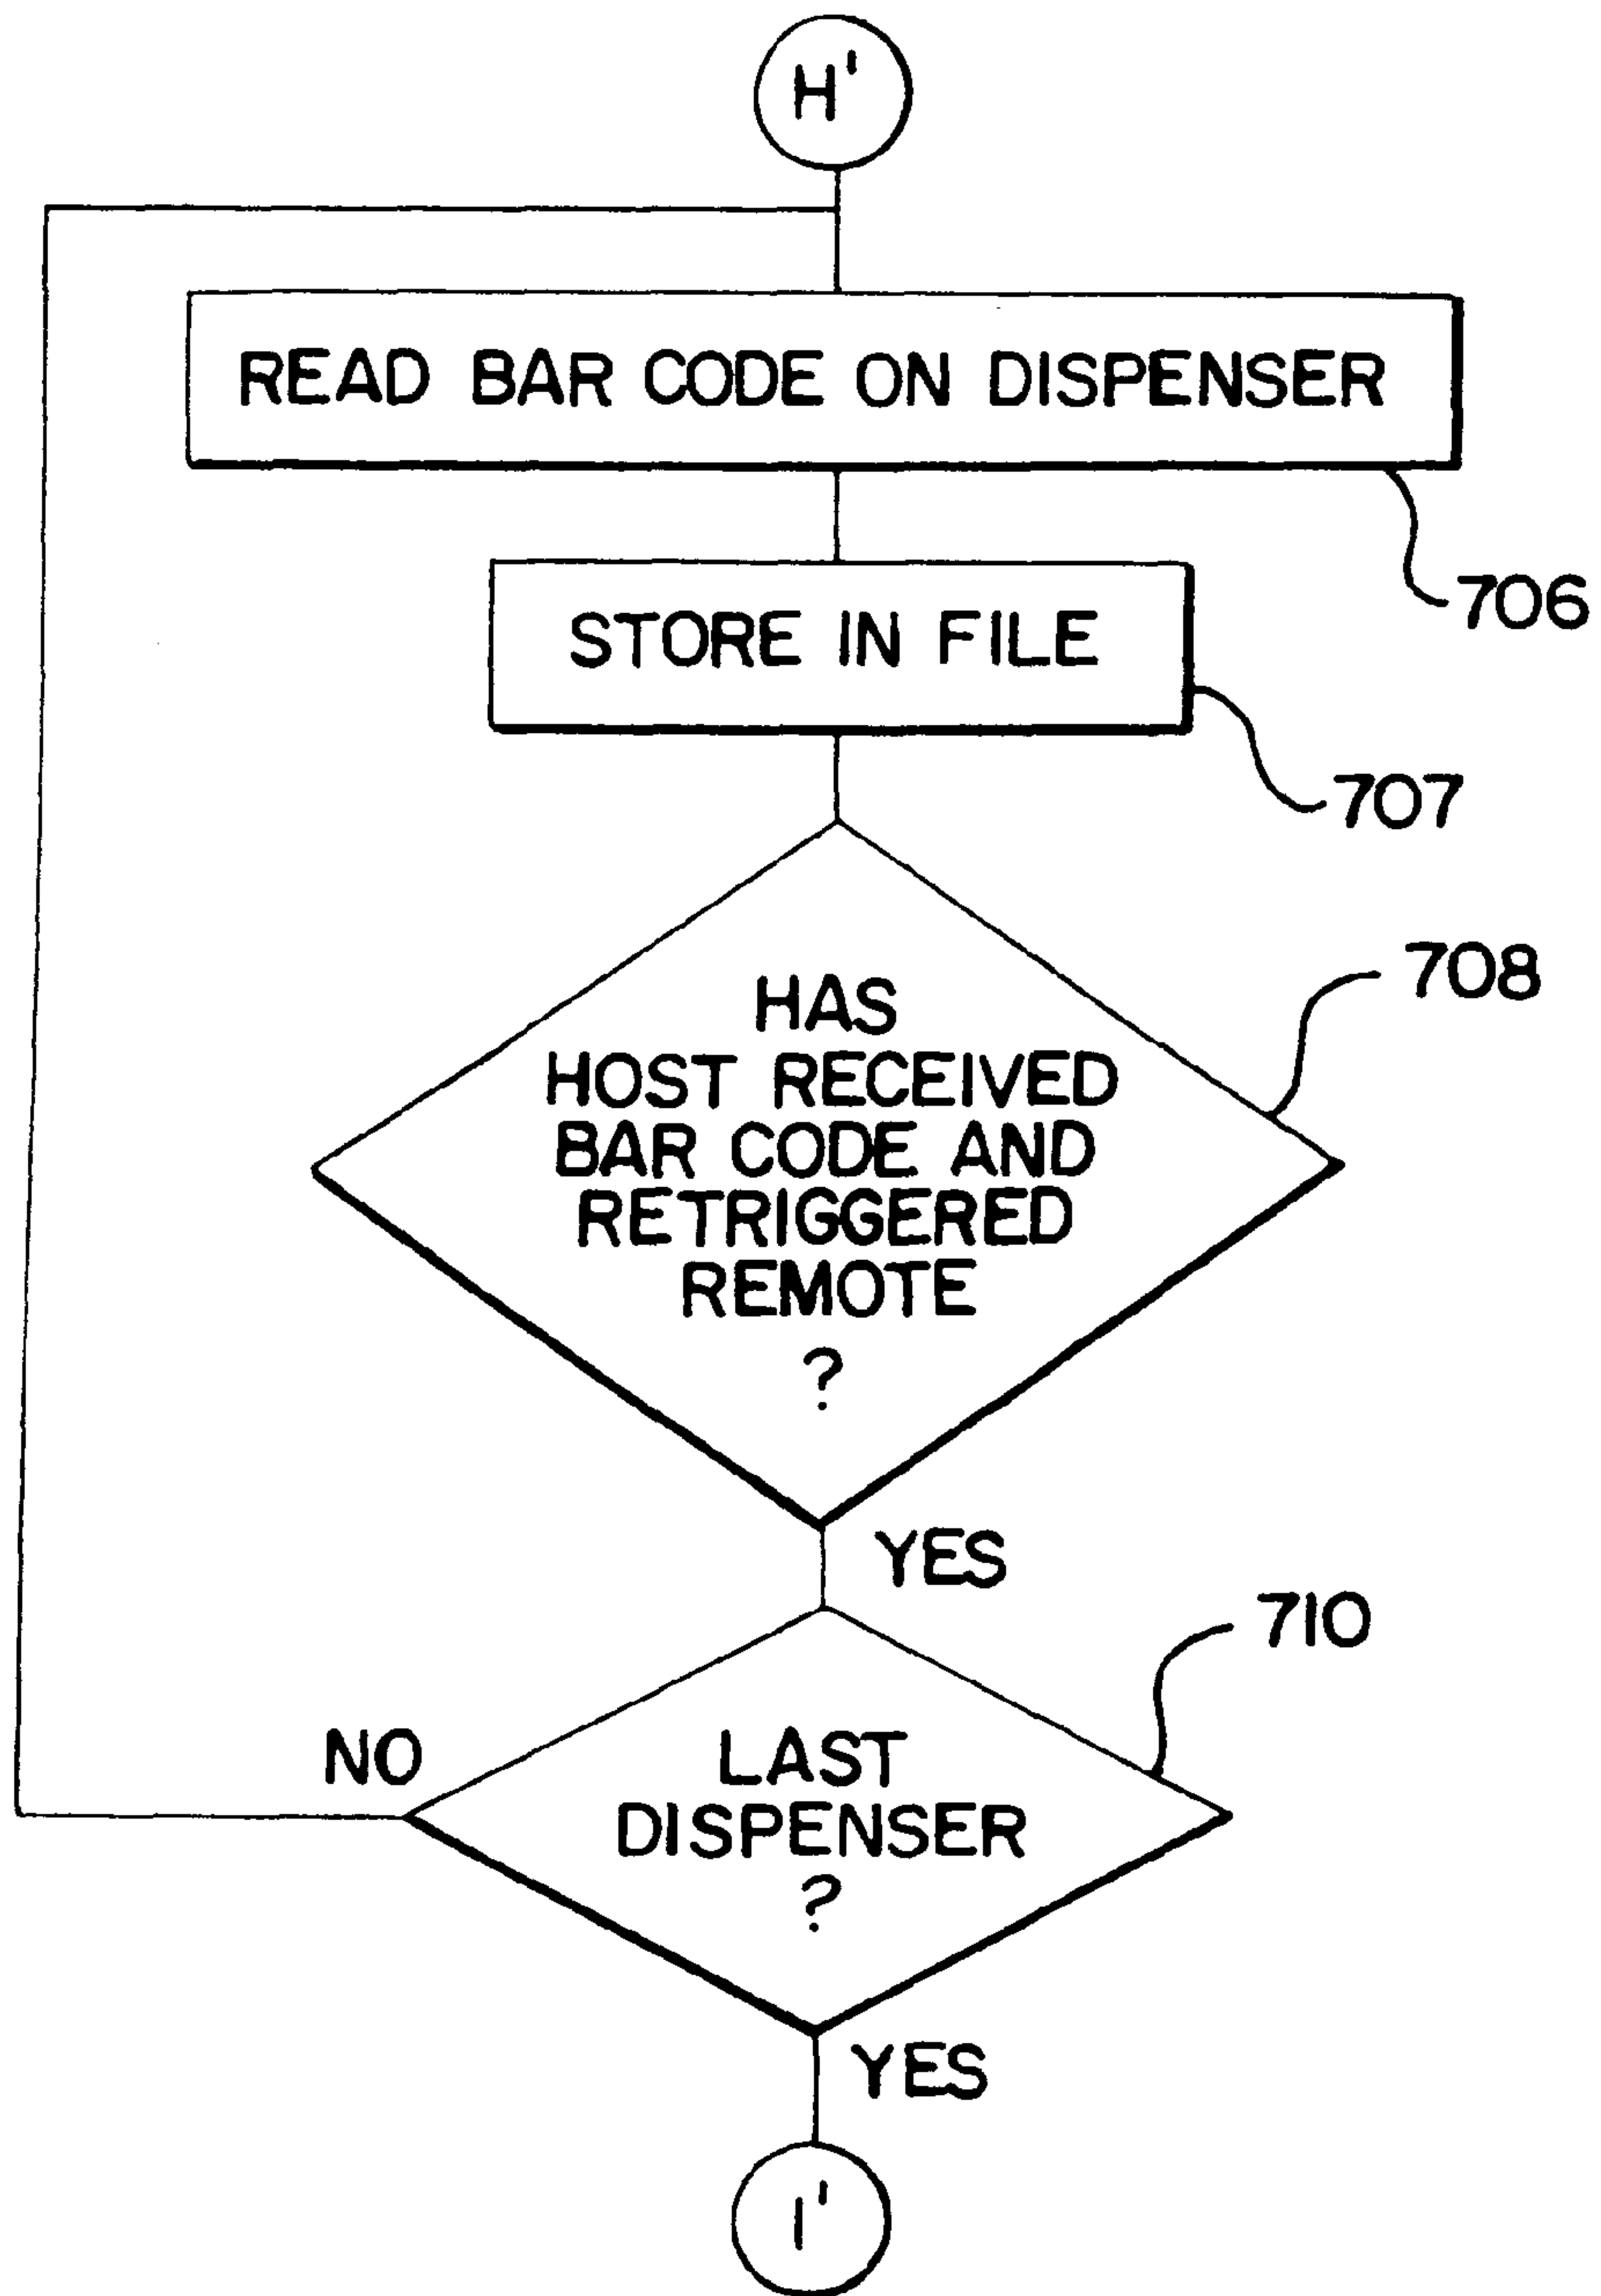 H'
READ BAR CODE ON DISPENSER
706
STORE IN FILE
707
708
HAS
HOST RECEIVED
BAR CODE AND
RETRIGGERED
REMOTE
?
YES
710
NO
LAST
DISPENSER
?
YES
I'